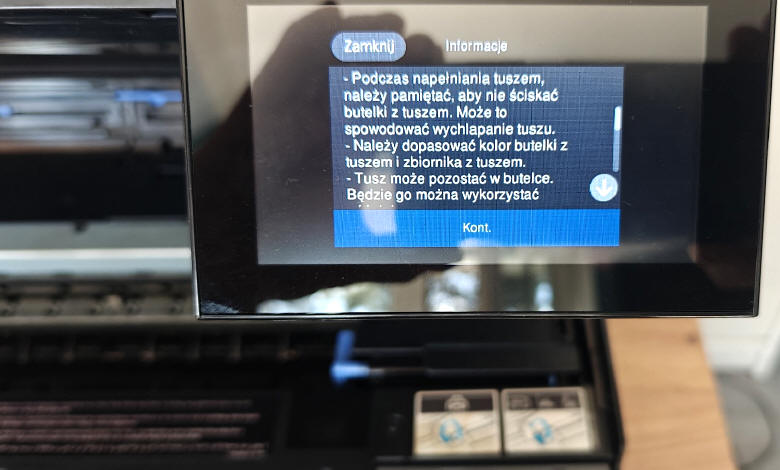 Zamknij
Informacje
- Podczas napełniania tuszem,
należy pamiętać, aby nie ściskać
butelki z tuszem. Może to
spowodować wychlapanie tuszu.
- Należy dopasować kolor butelki z
tuszem i zbiornika z tuszem.
- Tusz może pozostać w butelce.
Będzie go można wykorzystać
Kont.